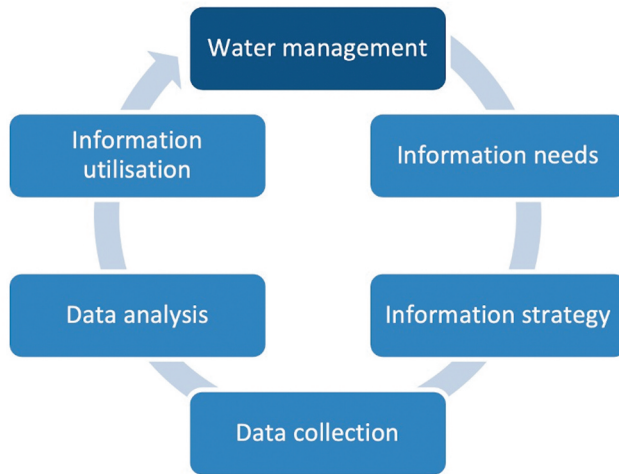 Water management
Information needs
Information strategy
Data collection
Data analysis
Information
utilisation